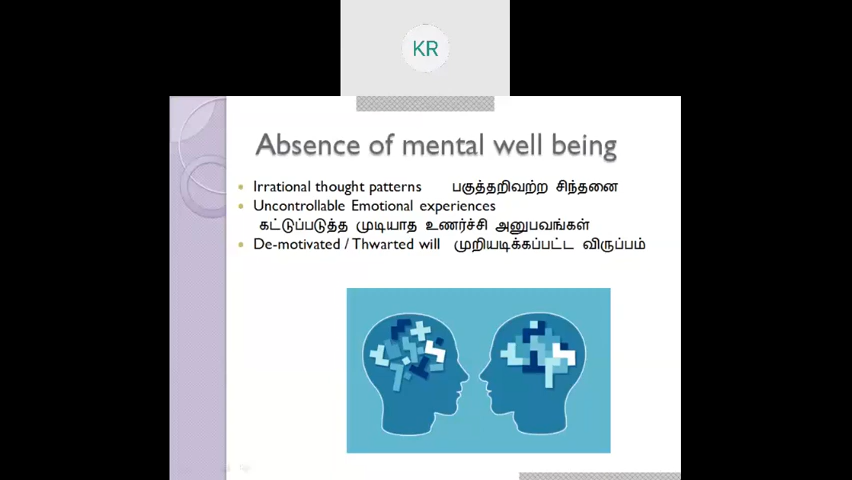 KR
Absence of mental well being
Irrational thought patterns பகுத்தறிவற்ற சிந்தனை
Uncontrollable Emotional experiences
கட்டுப்படுத்த முடியாத உணர்ச்சி அனுபவங்கள்
De-motivated / Thwarted will முறியடிக்கப்பட்ட விருப்பம்